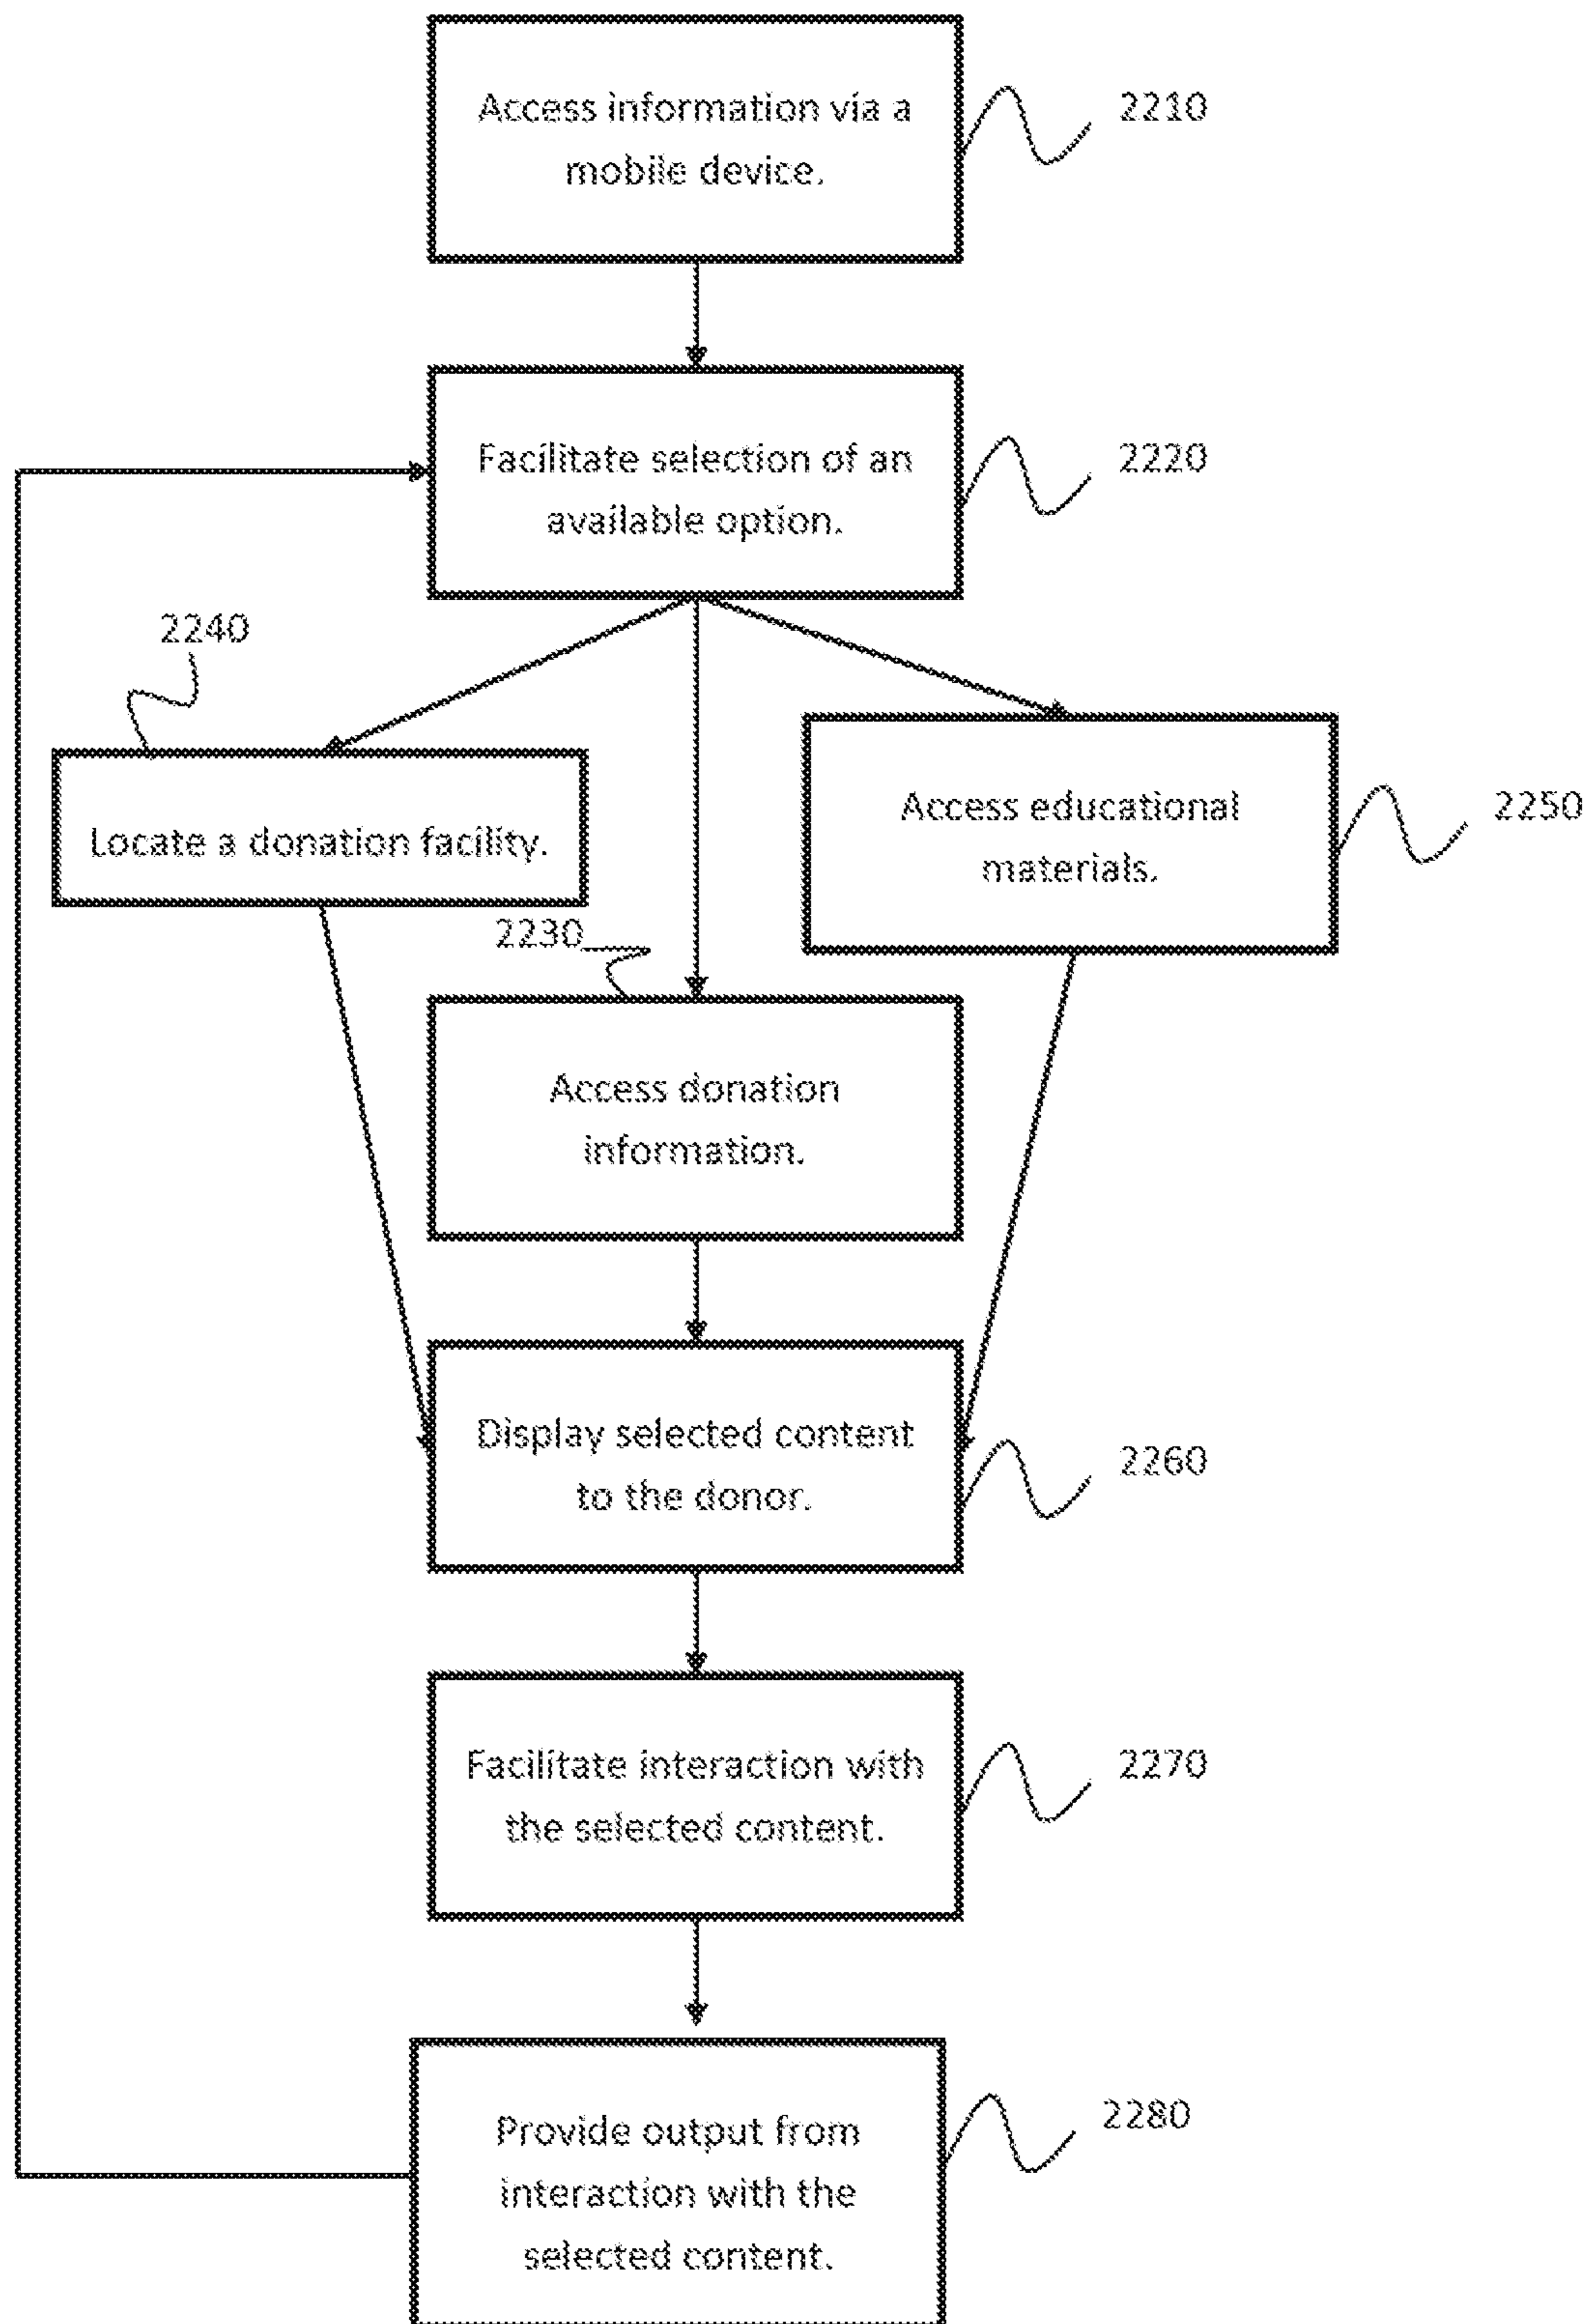 Access information via a
mobile device.
2210
Facilitate selection of an
available option.
2220
2240
Locate a donation facility.
Access educational
materials.
2250
2230
Access donation
information.
Display selected content
to the donor.
2260
Facilitate interaction with
the selected content.
2270
Provide output from
interaction with the
selected content.
2280